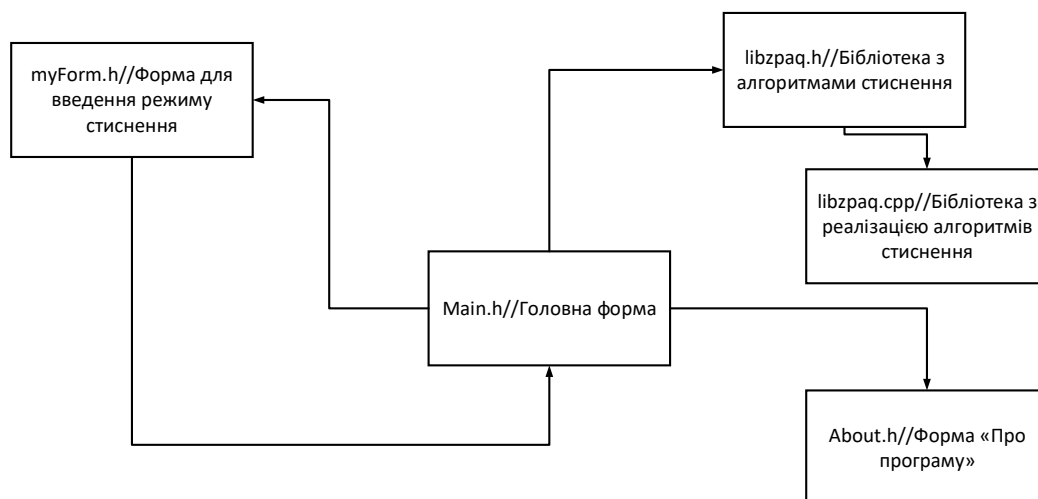 myForm.h//Форма для
введення режиму
стиснення
libzpaq.h//Бібліотека з
алгоритмами стиснення
libzpaq.cpp//Бібліотека з
реалізацією алгоритмів
стиснення
Main.h//Головна форма
About.h//Форма «Про
програму»